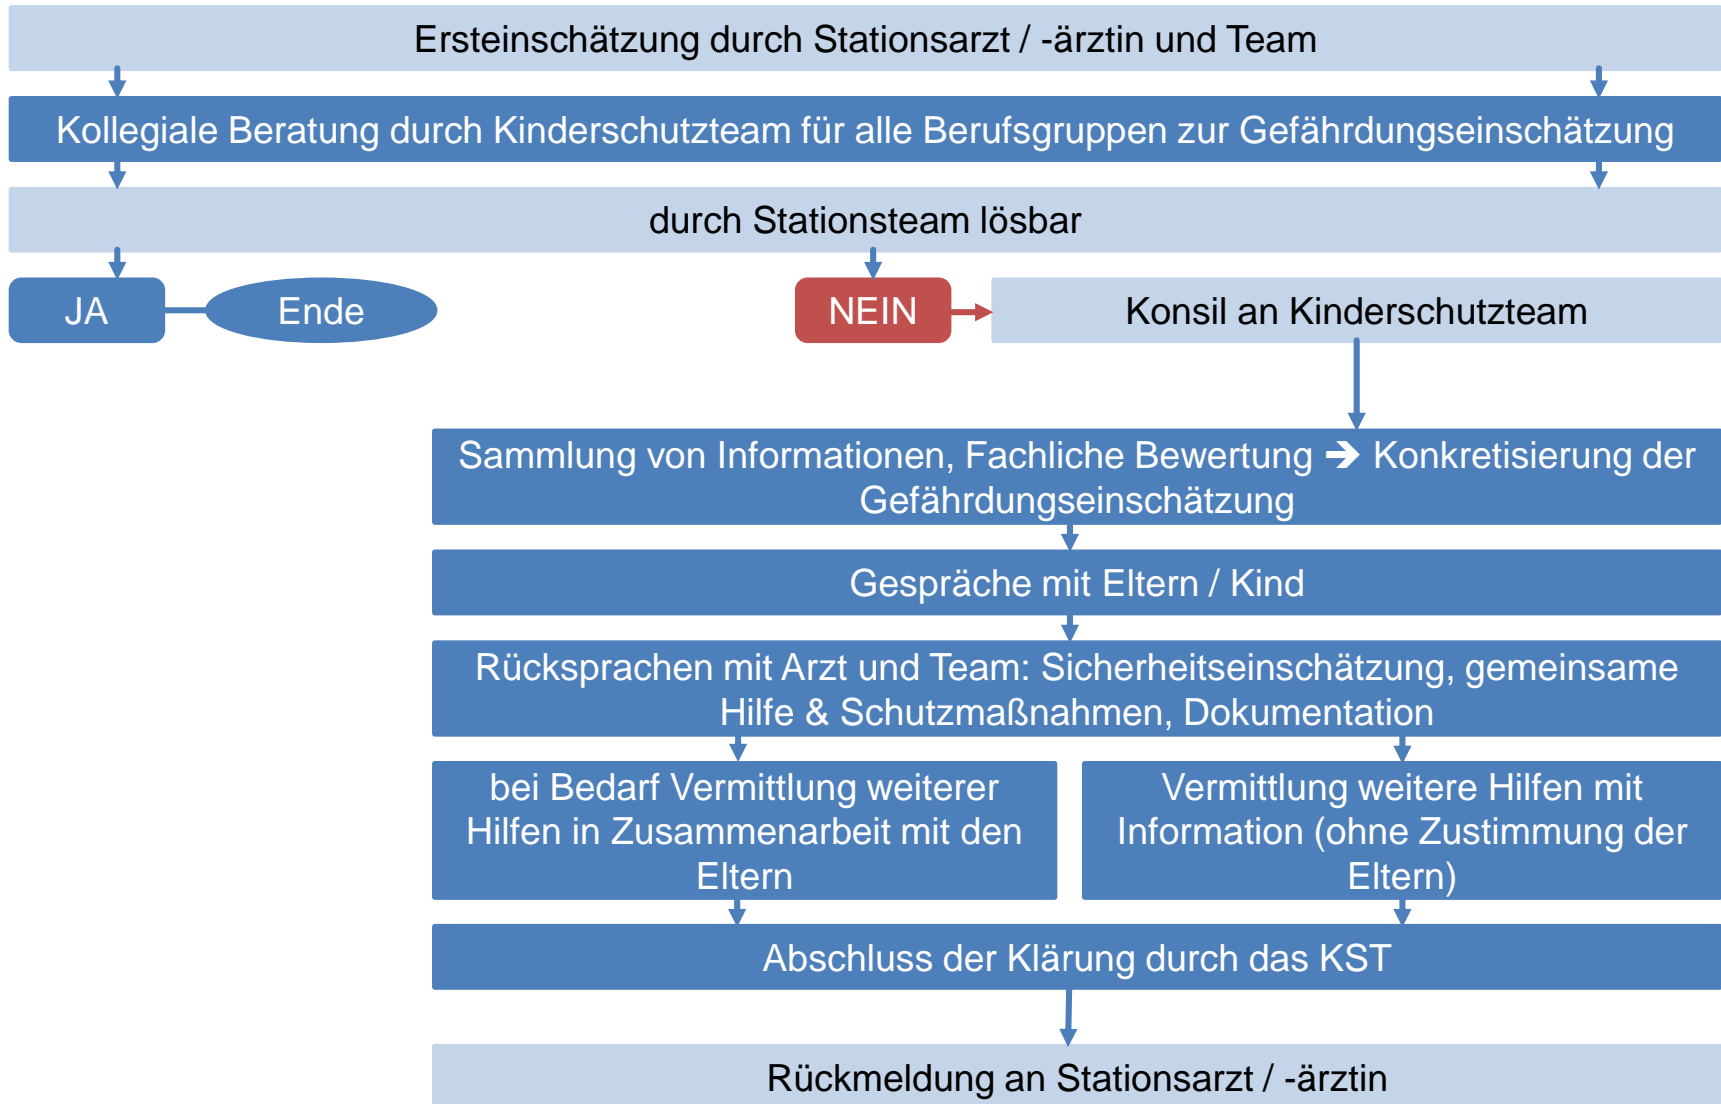 Ersteinschätzung durch Stationsarzt / -ärztin und Team
Kollegiale Beratung durch Kinderschutzteam für alle Berufsgruppen zur Gefährdungseinschätzung
durch Stationsteam lösbar
JA
Ende
NEIN
Konsil an Kinderschutzteam
Sammlung von Informationen, Fachliche Bewertung ➔ Konkretisierung der
Gefährdungseinschätzung
Gespräche mit Eltern / Kind
Rücksprachen mit Arzt und Team: Sicherheitseinschätzung, gemeinsame
Hilfe & Schutzmaßnahmen, Dokumentation
bei Bedarf Vermittlung weiterer
Hilfen in Zusammenarbeit mit den
Eltern
Vermittlung weitere Hilfen mit
Information (ohne Zustimmung der
Eltern)
Abschluss der Klärung durch das KST
Rückmeldung an Stationsarzt / -ärztin